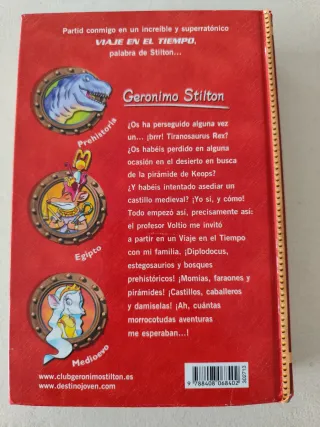 Partid conmigo en un increíble y superratónico
VIAJE EN EL TIEMPO,
palabra de Stilton...
Geronimo Stilton
Prehistoria
¿Os ha perseguido alguna vez
un... ¡brrr! Tiranosaurus Rex?
¿Os habéis perdido en alguna
ocasión en el desierto en busca
de la pirámide de Keops?
¿Y habéis intentado asediar un
castillo medieval? ¡Yo sí, y cómo!
Todo empezó así, precisamente así:
el profesor Voltio me invitó
a partir en un Viaje en el Tiempo
con mi familia. ¡Diplodocus,
estegosaurios y bosques
prehistóricos! ¡Momias, faraones y
pirámides! ¡Castillos, caballeros
y damiselas! ¡Ah, cuántas
morrocotudas aventuras
me esperaban...!
Egipto
Medioevo
www.clubgeronimostilton.es
www.destinojoven.com
9 788408 068402